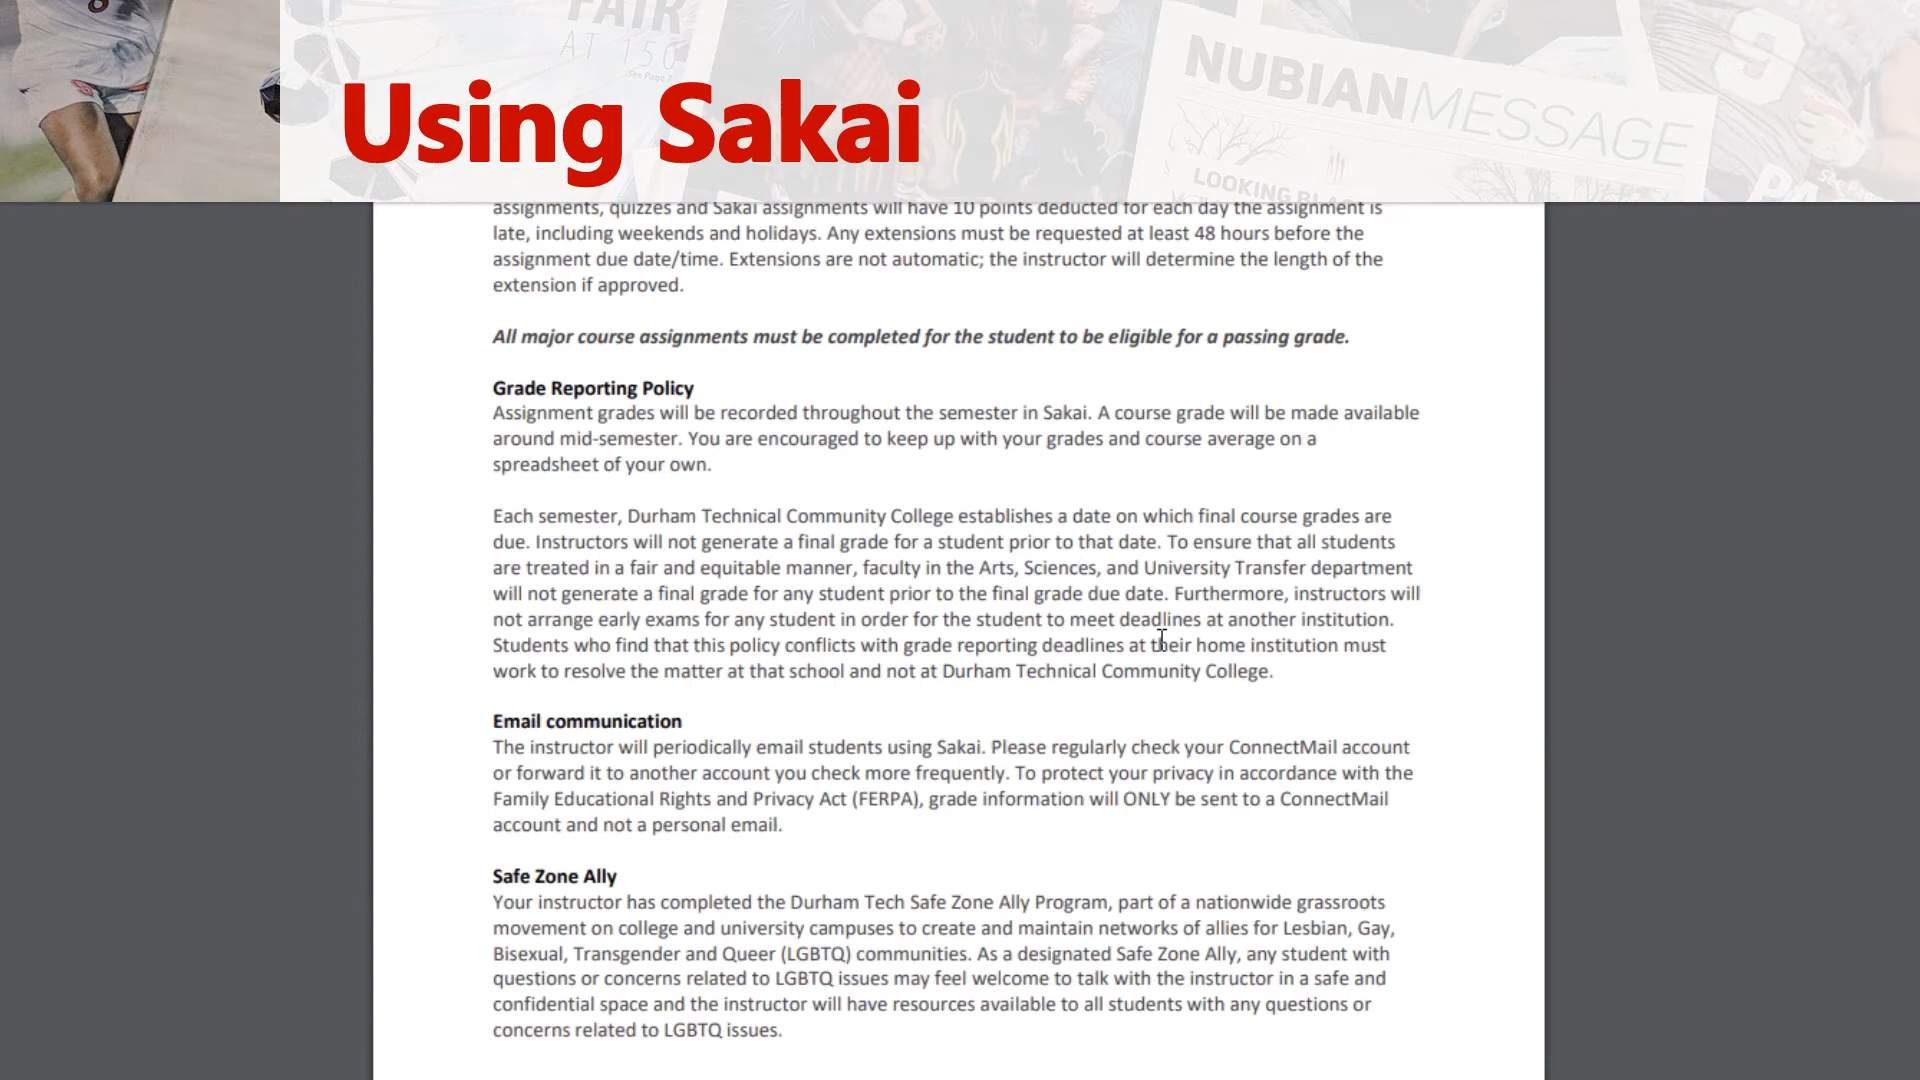 FAIR
AT 150
See Page 7
NUBIAN MESSAGE
LOOKING BLA
Using Sakai
assignments, quizzes and Sakai assignments will have 10 points deducted for each day the assignment is
late, including weekends and holidays. Any extensions must be requested at least 48 hours before the
assignment due date/time. Extensions are not automatic; the instructor will determine the length of the
extension if approved.
All major course assignments must be completed for the student to be eligible for a passing grade.
Grade Reporting Policy
Assignment grades will be recorded throughout the semester in Sakai. A course grade will be made available
around mid-semester. You are encouraged to keep up with your grades and course average on a
spreadsheet of your own.
Each semester, Durham Technical Community College establishes a date on which final course grades are
due. Instructors will not generate a final grade for a student prior to that date. To ensure that all students
are treated in a fair and equitable manner, faculty in the Arts, Sciences, and University Transfer department
will not generate a final grade for any student prior to the final grade due date. Furthermore, instructors will
not arrange early exams for any student in order for the student to meet deadlines at another institution.
Students who find that this policy conflicts with grade reporting deadlines at their home institution must
work to resolve the matter at that school and not at Durham Technical Community College.
Email communication
The instructor will periodically email students using Sakai. Please regularly check your ConnectMail account
or forward it to another account you check more frequently. To protect your privacy in accordance with the
Family Educational Rights and Privacy Act (FERPA), grade information will ONLY be sent to a ConnectMail
account and not a personal email.
Safe Zone Ally
Your instructor has completed the Durham Tech Safe Zone Ally Program, part of a nationwide grassroots
movement on college and university campuses to create and maintain networks of allies for Lesbian, Gay,
Bisexual, Transgender and Queer (LGBTQ) communities. As a designated Safe Zone Ally, any student with
questions or concerns related to LGBTQ issues may feel welcome to talk with the instructor in a safe and
confidential space and the instructor will have resources available to all students with any questions or
concerns related to LGBTQ issues.